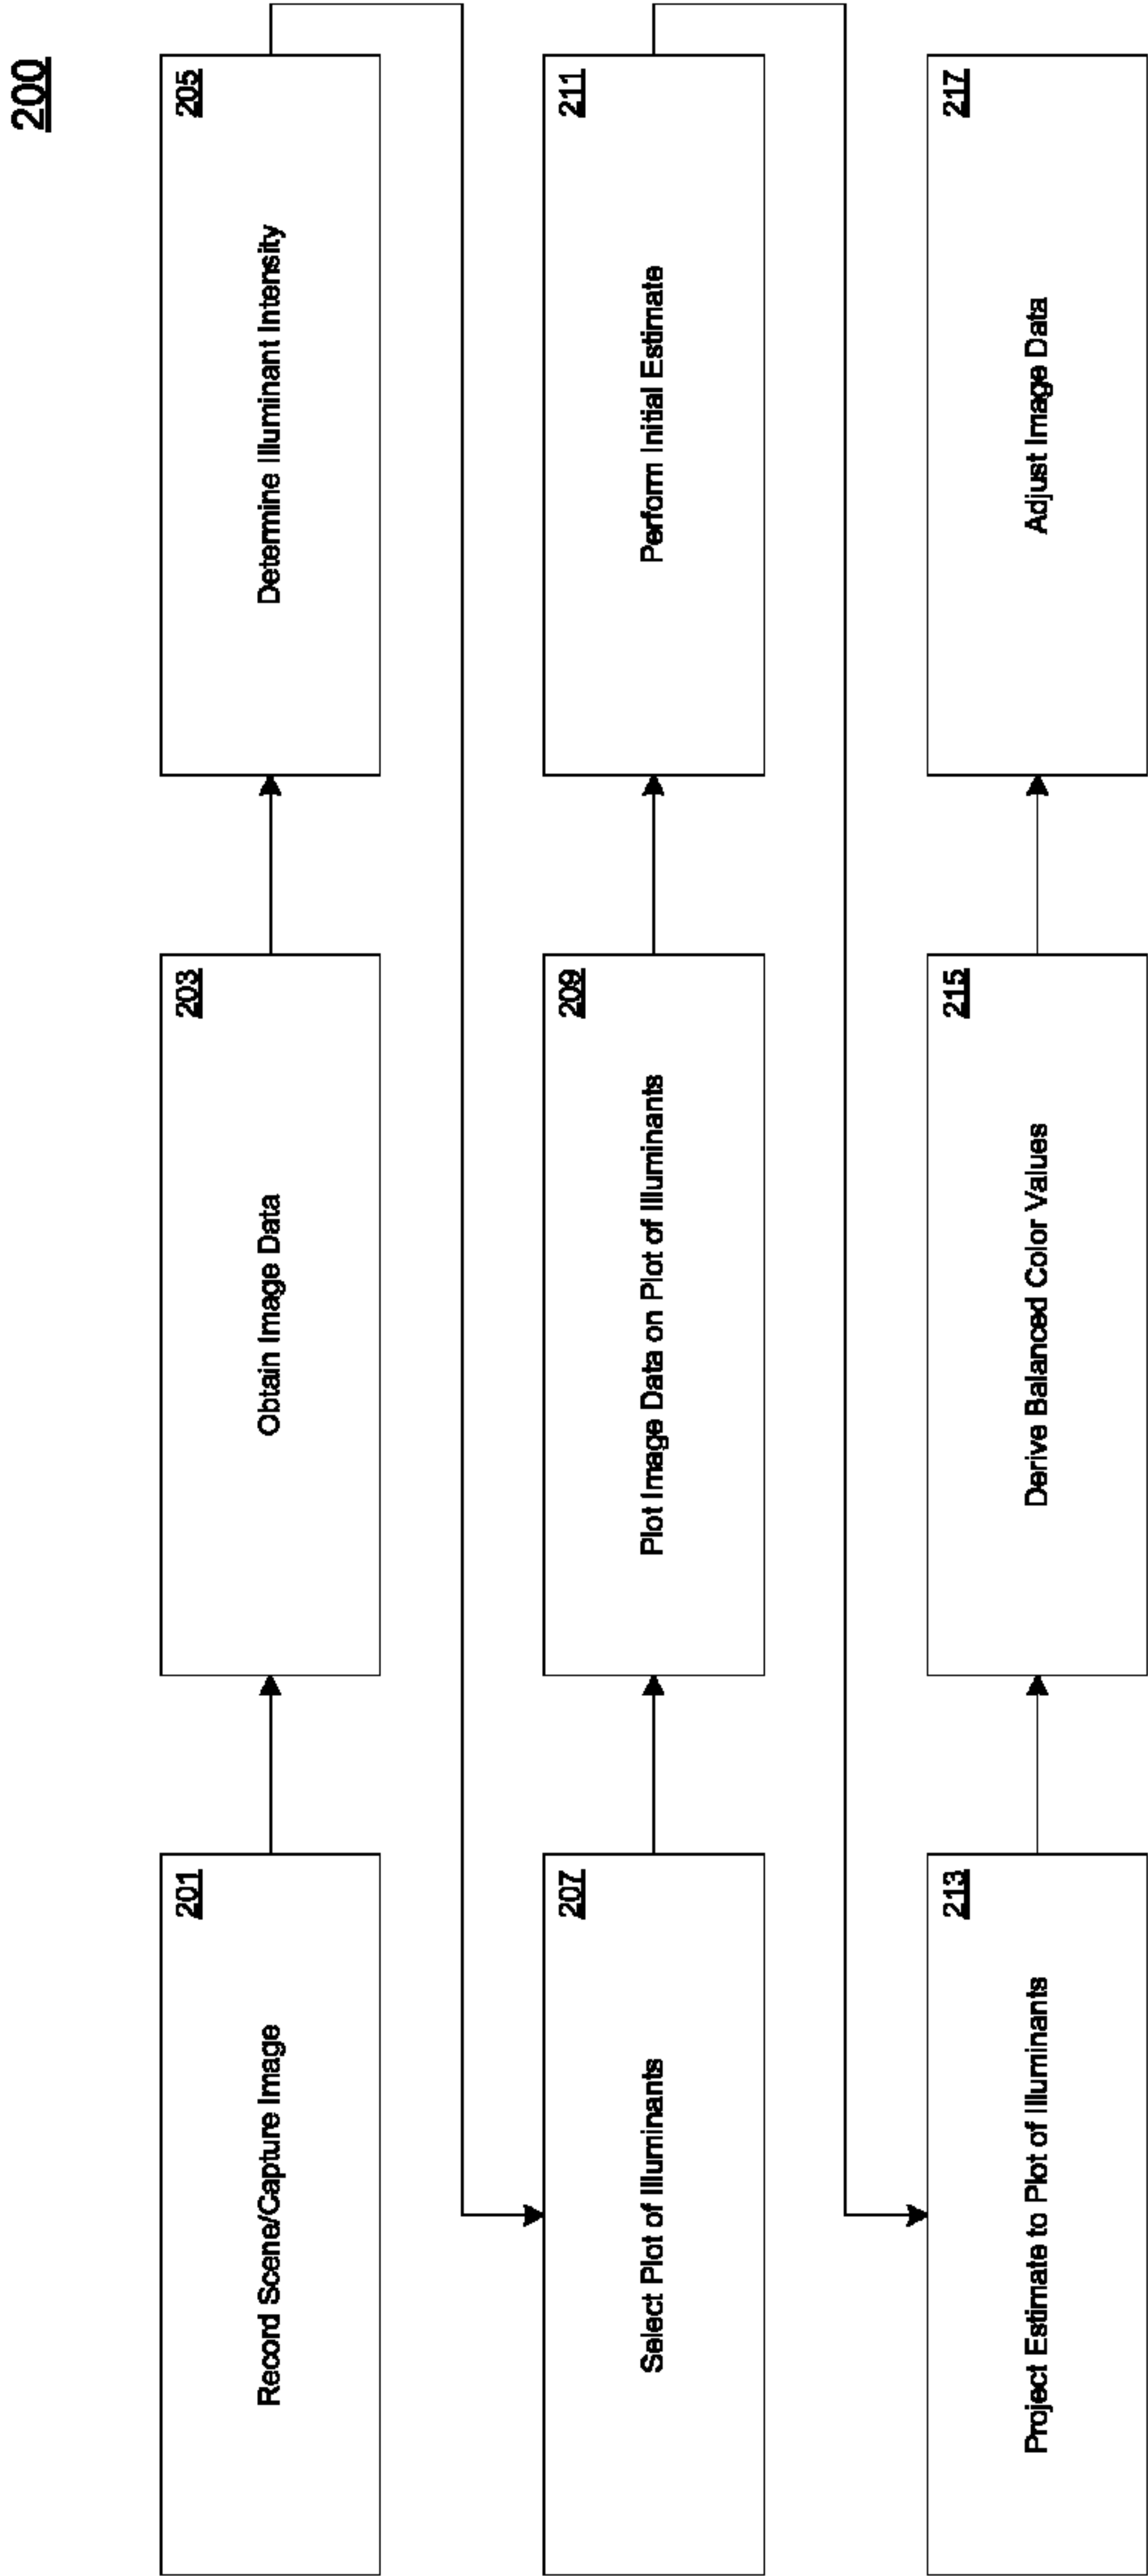 200
201
Record Scene/Capture Image
203
Obtain Image Data
205
Determine Illuminant Intensity
207
Select Plot of Illuminants
209
Plot Image Data on Plot of Illuminants
211
Perform Initial Estimate
213
Project Estimate to Plot of Illuminants
215
Derive Balanced Color Values
217
Adjust Image Data